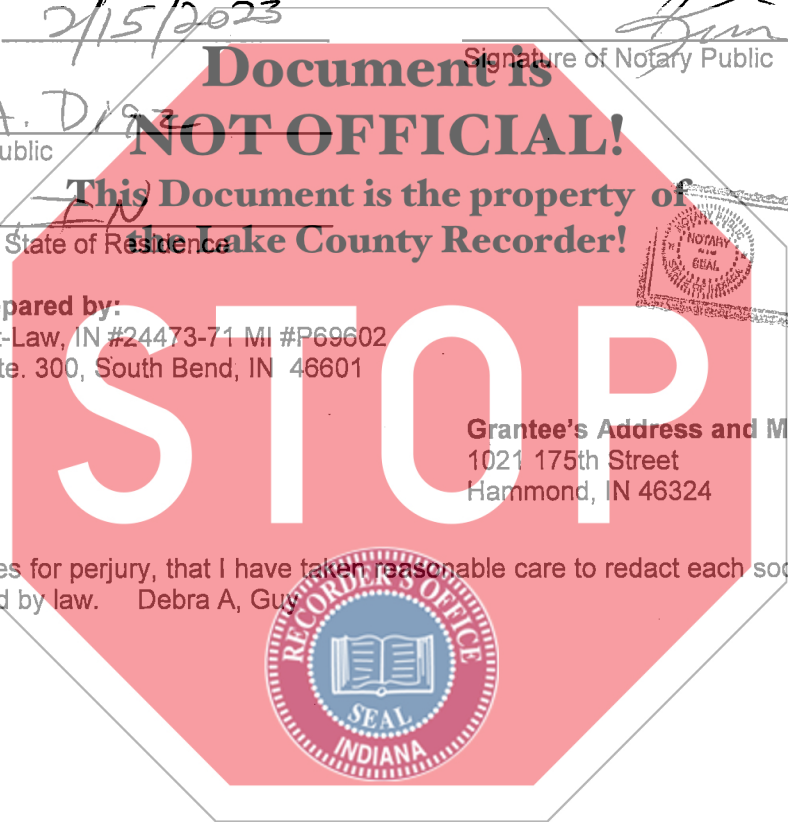 2/15/2023
Signature of Notary Public
Document is
NOT OFFICIAL!
A. Diaz
ublic
This Document is the property of
the Lake County Recorder!
IN
State of Residence
NOTARY
SEAL
pared by:
-Law, IN #24473-71 MI #P69602
te. 300, South Bend, IN 46601
STOP
Grantee's Address and M
1021 175th Street
Hammond, IN 46324
es for perjury, that I have taken reasonable care to redact each soc
d by law. Debra A, Guy
RECORDER'S OFFICE
SEAL
INDIANA